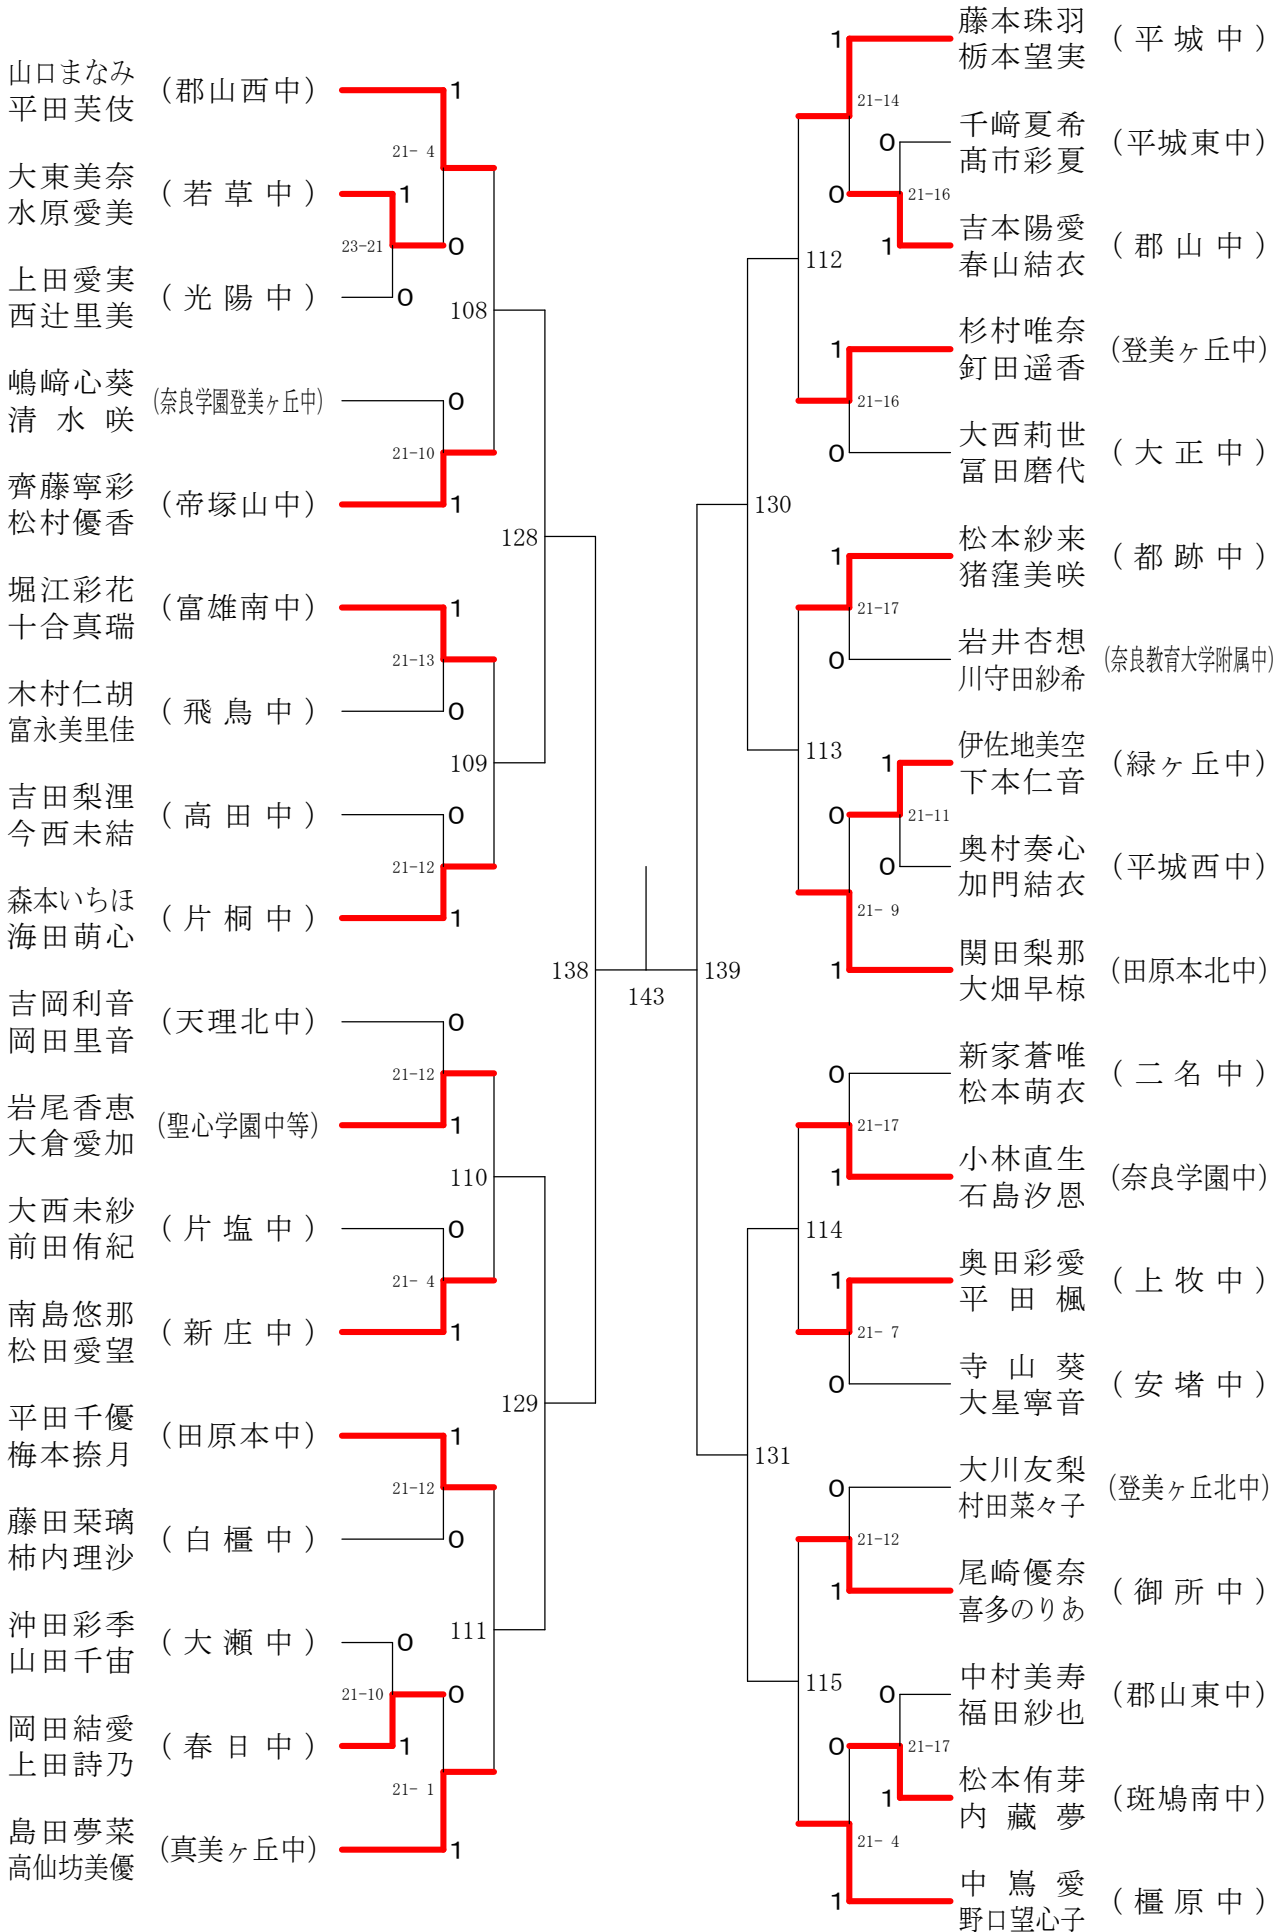 山口まなみ
平田芙伎
(郡山西中)
1
21- 4
大東美奈
水原愛美
(若草中)
1
23-21
0
上田愛実
西辻里美
(光陽中)
0
108
嶋﨑心葵
清水咲
(奈良学園登美ヶ丘中)
0
21-10
齊藤寧彩
松村優香
(帝塚山中)
1
128
堀江彩花
十合真瑞
(富雄南中)
1
21-13
木村仁胡
富永美里佳
(飛鳥中)
0
109
吉田梨浬
今西未結
(高田中)
0
21-12
森本いちほ
海田萌心
(片桐中)
1
138
吉岡利音
岡田里音
(天理北中)
0
21-12
岩尾香恵
大倉愛加
(聖心学園中等)
1
110
大西未紗
前田侑紀
(片塩中)
0
21- 4
南島悠那
松田愛望
(新庄中)
1
129
平田千優
梅本捺月
(田原本中)
1
21-12
藤田栞璃
柿内理沙
(白橿中)
0
111
沖田彩季
山田千宙
(大瀬中)
0
21-10
0
岡田結愛
上田詩乃
(春日中)
1
21- 1
島田夢菜
高仙坊美優
(真美ヶ丘中)
1
143
藤本珠羽
栃本望実
(平城中)
1
21-14
千﨑夏希
髙市彩夏
(平城東中)
0
0
21-16
吉本陽愛
春山結衣
(郡山中)
1
112
杉村唯奈
釘田遥香
(登美ヶ丘中)
1
21-16
大西莉世
冨田磨代
(大正中)
0
130
松本紗来
猪窪美咲
(都跡中)
1
21-17
岩井杏想
川守田紗希
(奈良教育大学附属中)
0
113
伊佐地美空
下本仁音
(緑ヶ丘中)
1
0
21-11
奥村奏心
加門結衣
(平城西中)
0
21- 9
関田梨那
大畑早椋
(田原本北中)
1
139
新家蒼唯
松本萌衣
(二名中)
0
21-17
小林直生
石島汐恩
(奈良学園中)
1
114
奥田彩愛
平田楓
(上牧中)
1
21- 7
寺山葵
大星寧音
(安堵中)
0
131
大川友梨
村田菜々子
(登美ヶ丘北中)
0
21-12
尾崎優奈
喜多のりあ
(御所中)
1
115
中村美寿
福田紗也
(郡山東中)
0
0
21-17
松本侑芽
内藏夢
(斑鳩南中)
1
21- 4
中嶌愛
野口望心子
(橿原中)
1